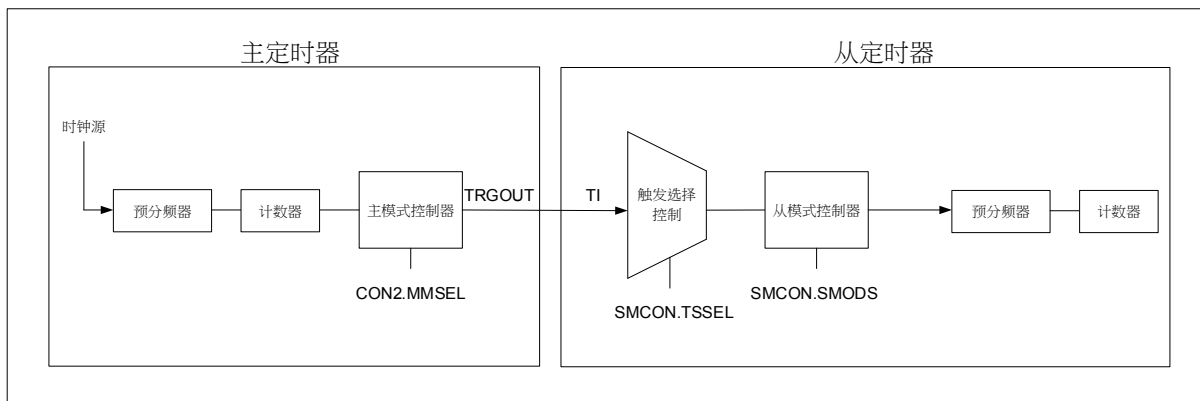 主定时器
从定时器
时钟源
预分频器
计数器
主模式控制器
TRGOUT
TI
触发选择
控制
从模式控制器
预分频器
计数器
CON2.MMSEL
SMCON.TSSEL
SMCON.SMODS